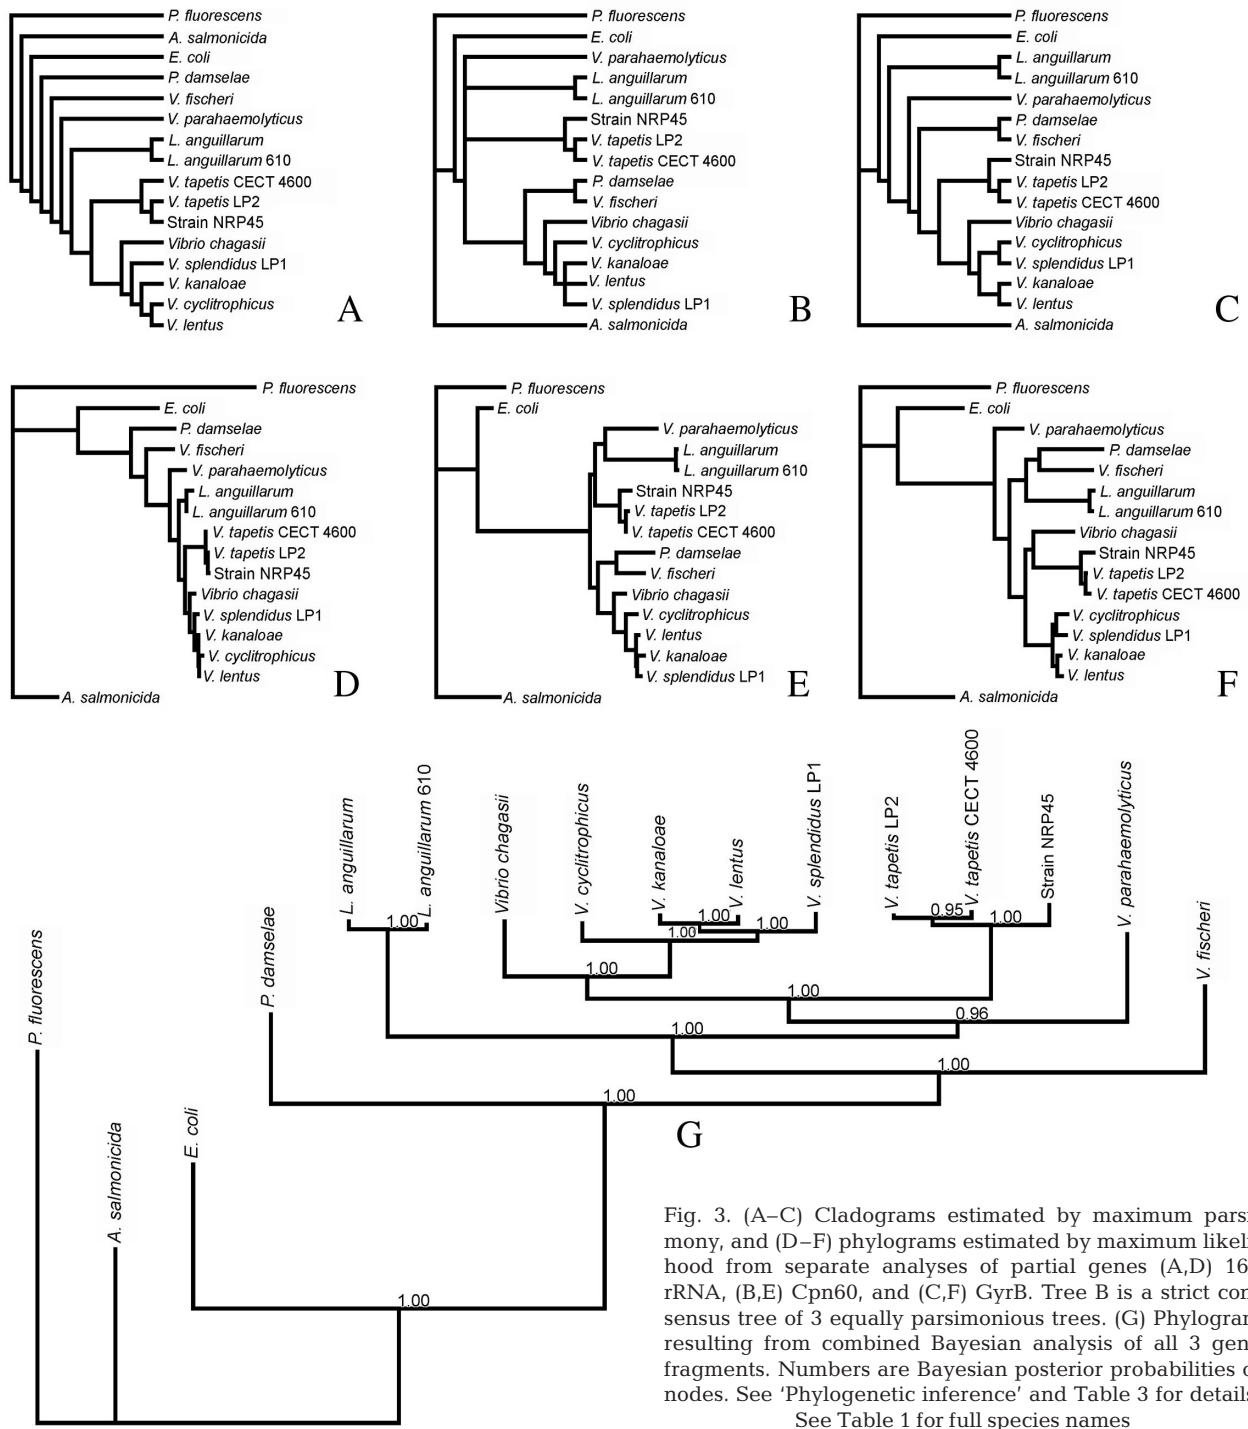 P. fluorescens
A. salmonicida
E. coli
P. damselae
V. fischeri
V. parahaemolyticus
L. anguillarum
L. anguillarum 610
V. tapetis CECT 4600
V. tapetis LP2
Strain NRP45
Vibrio chagasii
V. splendidus LP1
V. kanaloae
V. cyclitrophicus
V. lentus
A
P. fluorescens
E. coli
V. parahaemolyticus
L. anguillarum
L. anguillarum 610
Strain NRP45
V. tapetis LP2
V. tapetis CECT 4600
P. damselae
V. fischeri
Vibrio chagasii
V. cyclitrophicus
V. kanaloae
V. lentus
V. splendidus LP1
A. salmonicida
B
P. fluorescens
E. coli
L. anguillarum
L. anguillarum 610
V. parahaemolyticus
P. damselae
V. fischeri
Strain NRP45
V. tapetis LP2
V. tapetis CECT 4600
Vibrio chagasii
V. cyclitrophicus
V. splendidus LP1
V. kanaloae
V. lentus
A. salmonicida
C
P. fluorescens
E. coli
P. damselae
V. fischeri
V. parahaemolyticus
L. anguillarum
L. anguillarum 610
V. tapetis CECT 4600
V. tapetis LP2
Strain NRP45
Vibrio chagasii
V. splendidus LP1
V. kanaloae
V. cyclitrophicus
V. lentus
A. salmonicida
D
P. fluorescens
E. coli
V. parahaemolyticus
L. anguillarum
L. anguillarum 610
Strain NRP45
V. tapetis LP2
V. tapetis CECT 4600
P. damselae
V. fischeri
Vibrio chagasii
V. cyclitrophicus
V. lentus
V. kanaloae
V. splendidus LP1
A. salmonicida
E
P. fluorescens
E. coli
V. parahaemolyticus
P. damselae
V. fischeri
L. anguillarum
L. anguillarum 610
Vibrio chagasii
Strain NRP45
V. tapetis LP2
V. tapetis CECT 4600
V. cyclitrophicus
V. splendidus LP1
V. kanaloae
V. lentus
A. salmonicida
F
P. fluorescens
A. salmonicida
E. coli
P. damselae
L. anguillarum
L. anguillarum 610
Vibrio chagasii
V. cyclitrophicus
V. kanaloae
V. lentus
V. splendidus LP1
V. tapetis LP2
V. tapetis CECT 4600
Strain NRP45
V. parahaemolyticus
V. fischeri
1.00
1.00
0.95
1.00
1.00
1.00
1.00
1.00
0.96
1.00
1.00
1.00
1.00
G
Fig. 3. (A–C) Cladograms estimated by maximum parsi
mony, and (D–F) phylograms estimated by maximum likeli
hood from separate analyses of partial genes (A,D) 16
rRNA, (B,E) Cpn60, and (C,F) GyrB. Tree B is a strict con
sensus tree of 3 equally parsimonious trees. (G) Phylogram
resulting from combined Bayesian analysis of all 3 gen
fragments. Numbers are Bayesian posterior probabilities o
nodes. See ‘Phylogenetic inference’ and Table 3 for details
See Table 1 for full species names